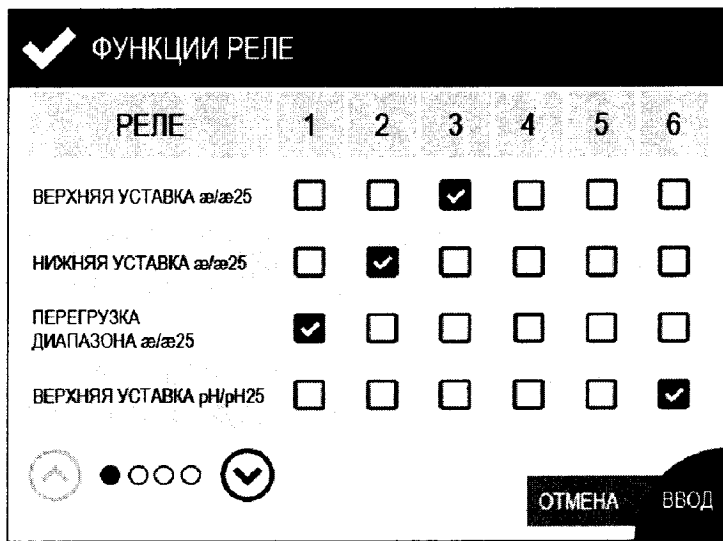 ФУНКЦИИ РЕЛЕ
РЕЛЕ 1 2 3 4 5 6
ВЕРХНЯЯ УСТАВКА æ/æ25
НИЖНЯЯ УСТАВКА æ/æ25
ПЕРЕГРУЗКА
ДИАПАЗОНА æ/æ25
ВЕРХНЯЯ УСТАВКА pH/pH25
ОТМЕНА ВВОД